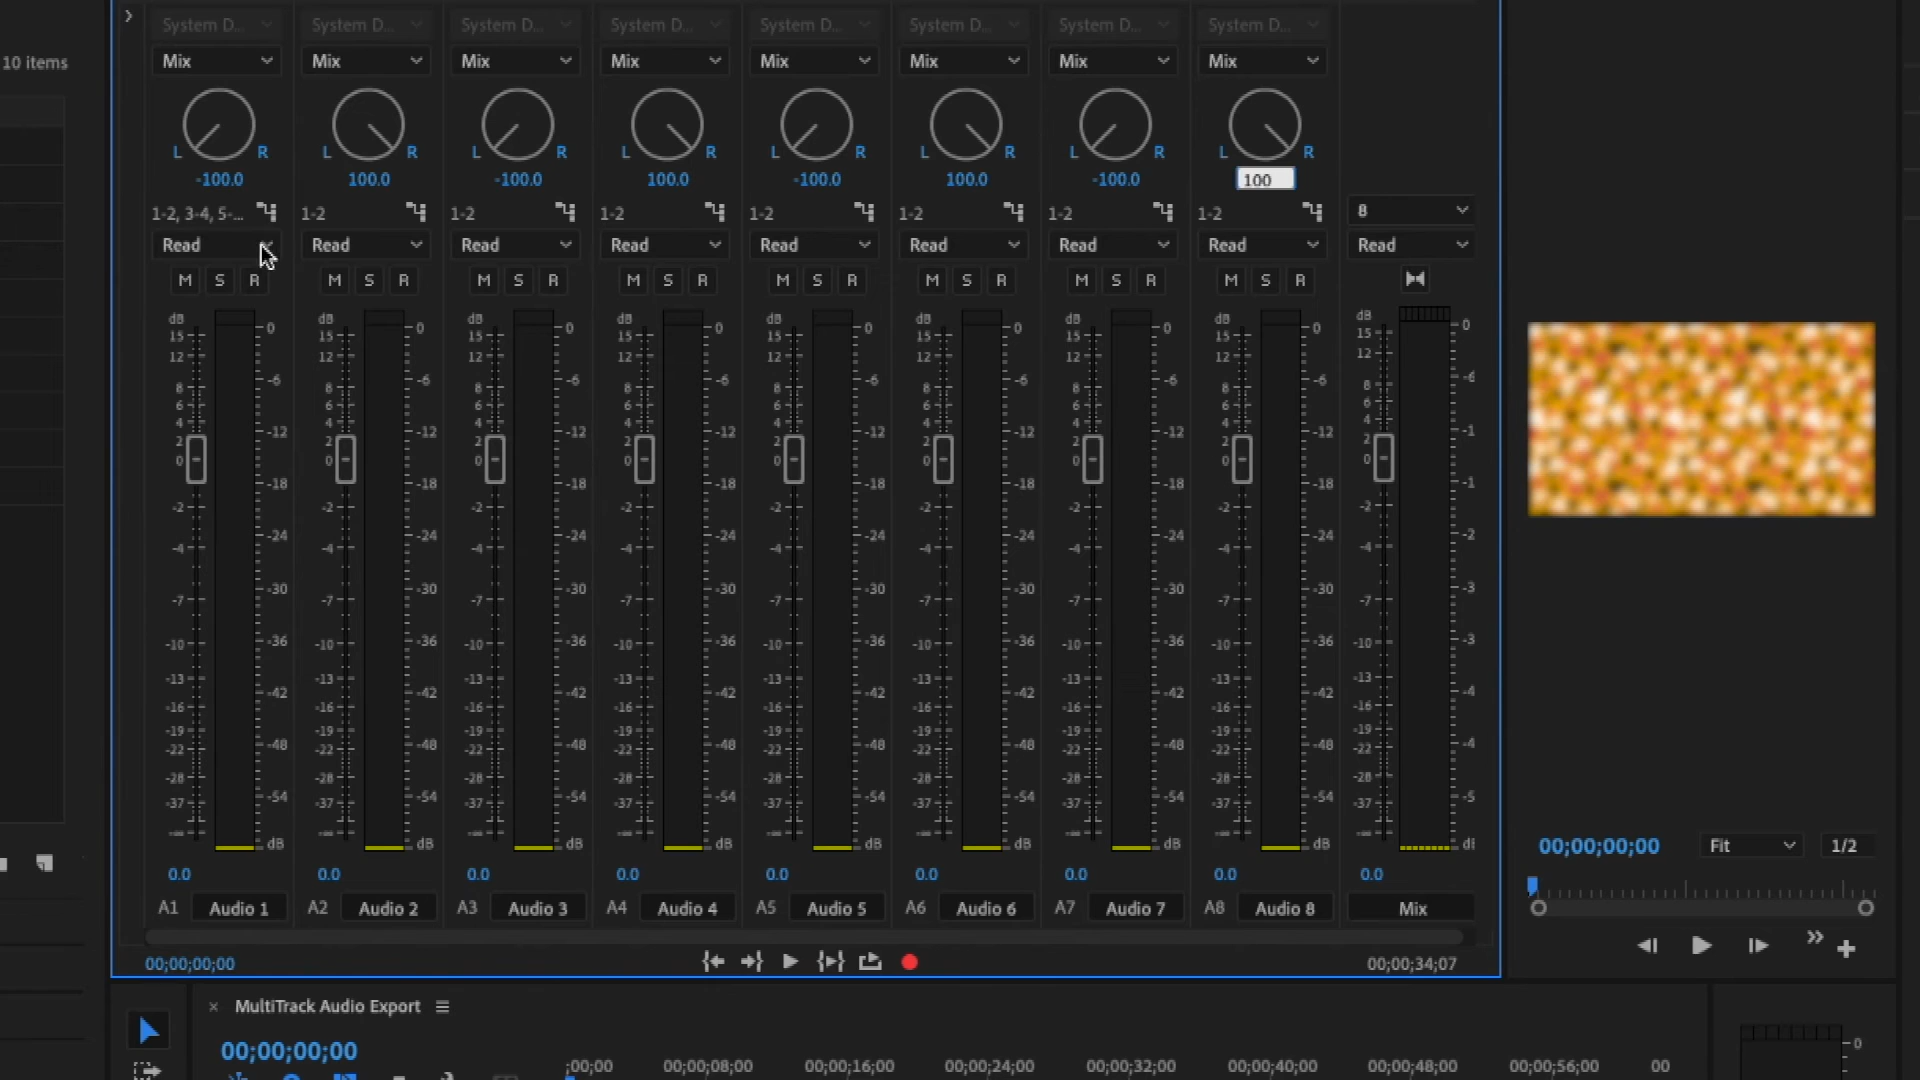 10 items
System D... System D... System D... System D... System D... System D... System D... System D...
Mix Mix Mix Mix Mix Mix Mix Mix
L R L R L R L R L R L R L R L R
-100.0 100.0 -100.0 100.0 -100.0 100.0 -100.0 100
1-2, 3-4, 5-... 1-2 1-2 1-2 1-2 1-2 1-2 1-2 8
Read Read Read Read Read Read Read Read Read
M S R M S R M S R M S R M S R M S R M S R M S R
dB dB dB dB dB dB dB dB dB
15 0 15 0 15 0 15 0 15 0 15 0 15 0 15 0 15 0
12 12 12 12 12 12 12 12 12
8 -6 8 -6 8 -6 8 -6 8 -6 8 -6 8 -6 8 -6 8 -6
6 6 6 6 6 6 6 6 6
4 -12 4 -12 4 -12 4 -12 4 -12 4 -12 4 -12 4 -12 4 -1
2 2 2 2 2 2 2 2 2
0 0 0 0 0 0 0 0 0
-18 -18 -18 -18 -18 -18 -18 -18 -1
-2 -2 -2 -2 -2 -2 -2 -2 -2
-24 -24 -24 -24 -24 -24 -24 -24 -2
-4 -4 -4 -4 -4 -4 -4 -4 -4
-7 -30 -7 -30 -7 -30 -7 -30 -7 -30 -7 -30 -7 -30 -7 -30 -7 -3
-10 -36 -10 -36 -10 -36 -10 -36 -10 -36 -10 -36 -10 -36 -10 -36 -10 -3
-13 -42 -13 -42 -13 -42 -13 -42 -13 -42 -13 -42 -13 -42 -13 -42 -13 -4
-16 -16 -16 -16 -16 -16 -16 -16 -16
-19 -19 -19 -19 -19 -19 -19 -19 -19
-22 -48 -22 -48 -22 -48 -22 -48 -22 -48 -22 -48 -22 -48 -22 -48 -22 -4
-28 -28 -28 -28 -28 -28 -28 -28 -28
-37 -54 -37 -54 -37 -54 -37 -54 -37 -54 -37 -54 -37 -54 -37 -54 -37 -5
-∞ -∞ -∞ -∞ -∞ -∞ -∞ -∞ -∞
dB dB dB dB dB dB dB dB
0.0 0.0 0.0 0.0 0.0 0.0 0.0 0.0 0.0
A1 Audio 1 A2 Audio 2 A3 Audio 3 A4 Audio 4 A5 Audio 5 A6 Audio 6 A7 Audio 7 A8 Audio 8 Mix
00;00;00;00 00;00;34;07
00;00;00;00 Fit 1/2
× MultiTrack Audio Export
00;00;00;00
;00;00 00;00;08;00 00;00;16;00 00;00;24;00 00;00;32;00 00;00;40;00 00;00;48;00 00;00;56;00 00
0